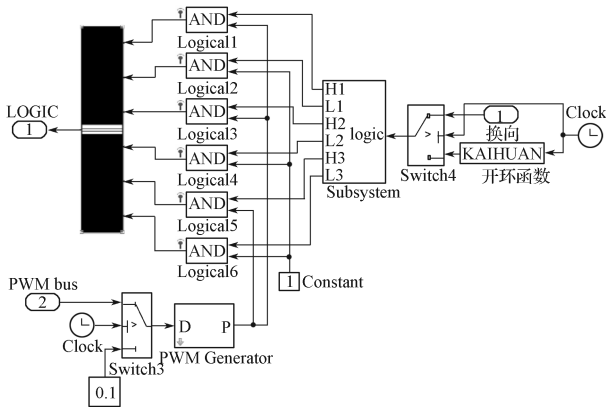 AND
Logical1
AND
Logical2
AND
Logical3
AND
Logical4
AND
Logical5
AND
Logical6
LOGIC
1
H1
L1
H2
L2
H3
L3
logic
Subsystem
>
Switch4
1
换向
KAIHUAN
开环函数
Clock
1
Constant
PWM bus
2
Clock
0.1
>
Switch3
D
P
PWM Generator